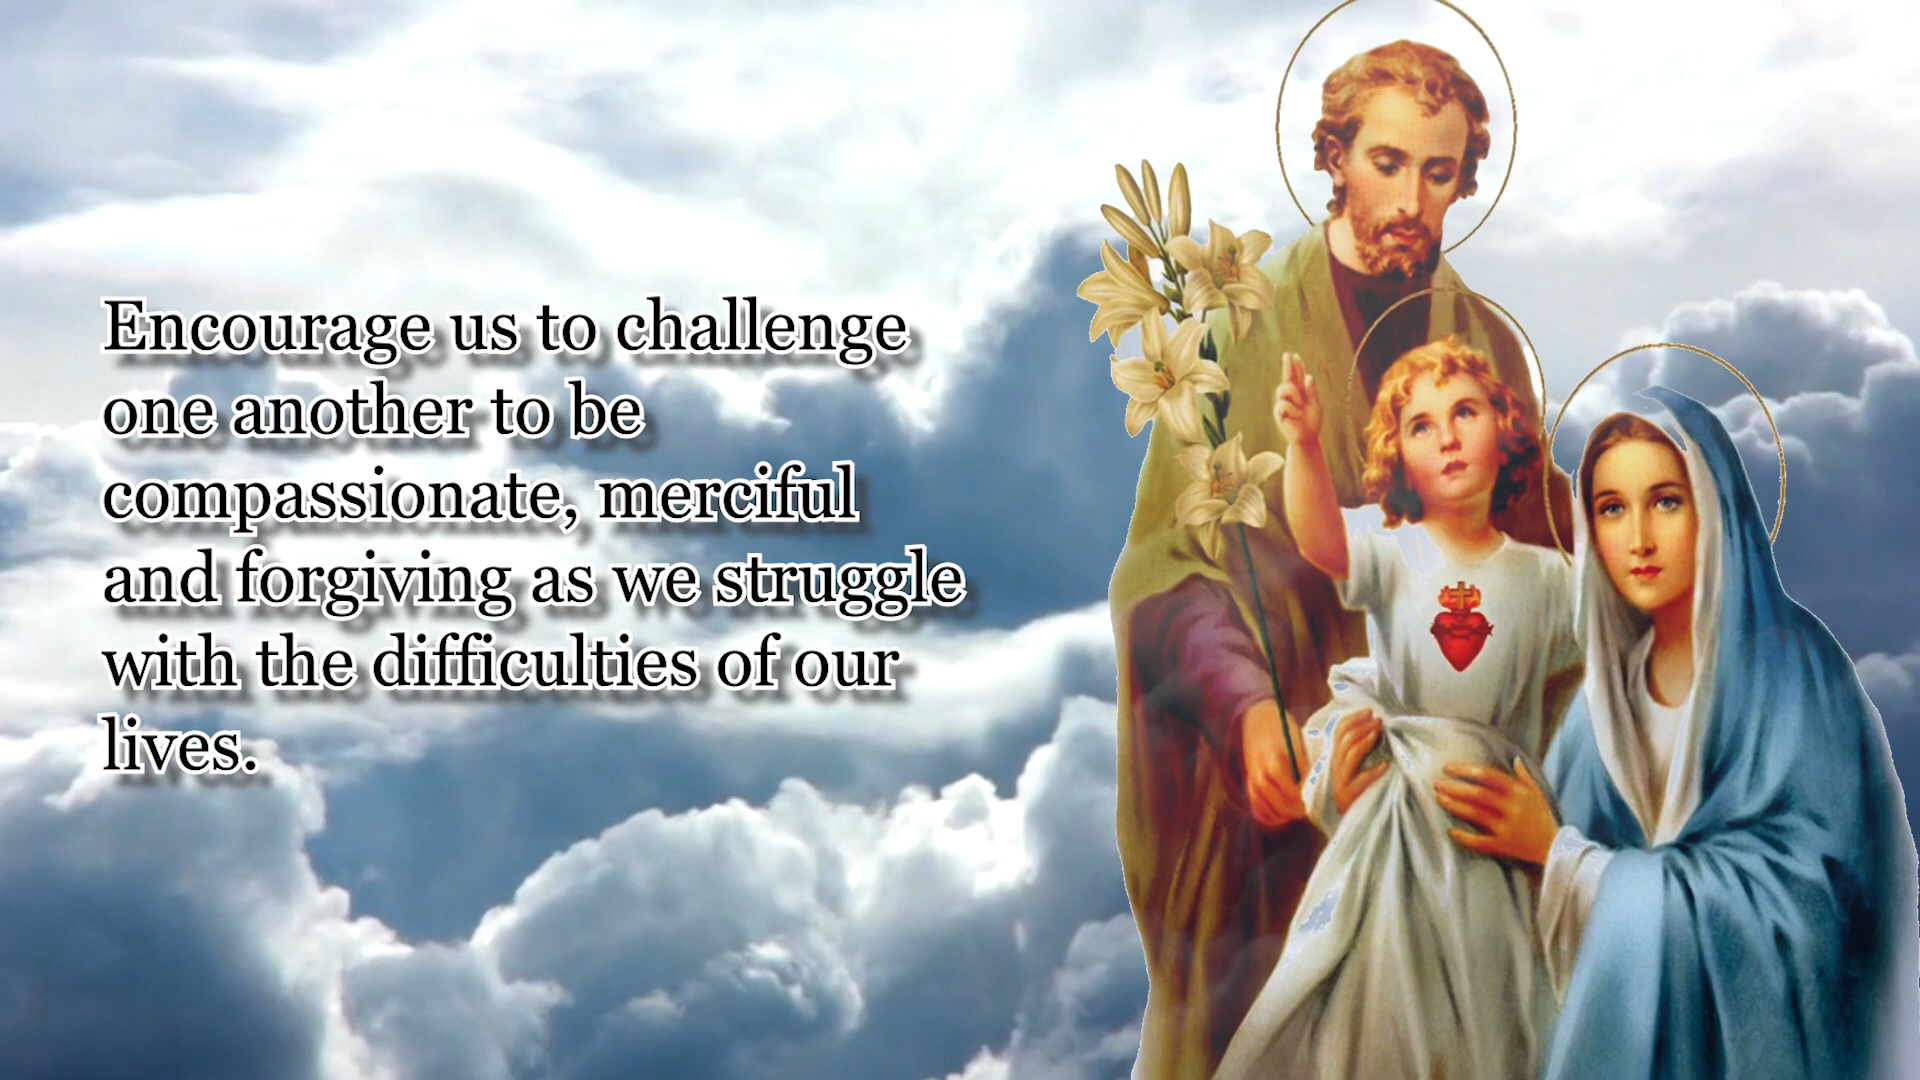 Encourage us to challenge
one another to be
compassionate, merciful
and forgiving as we struggle
with the difficulties of our
lives.